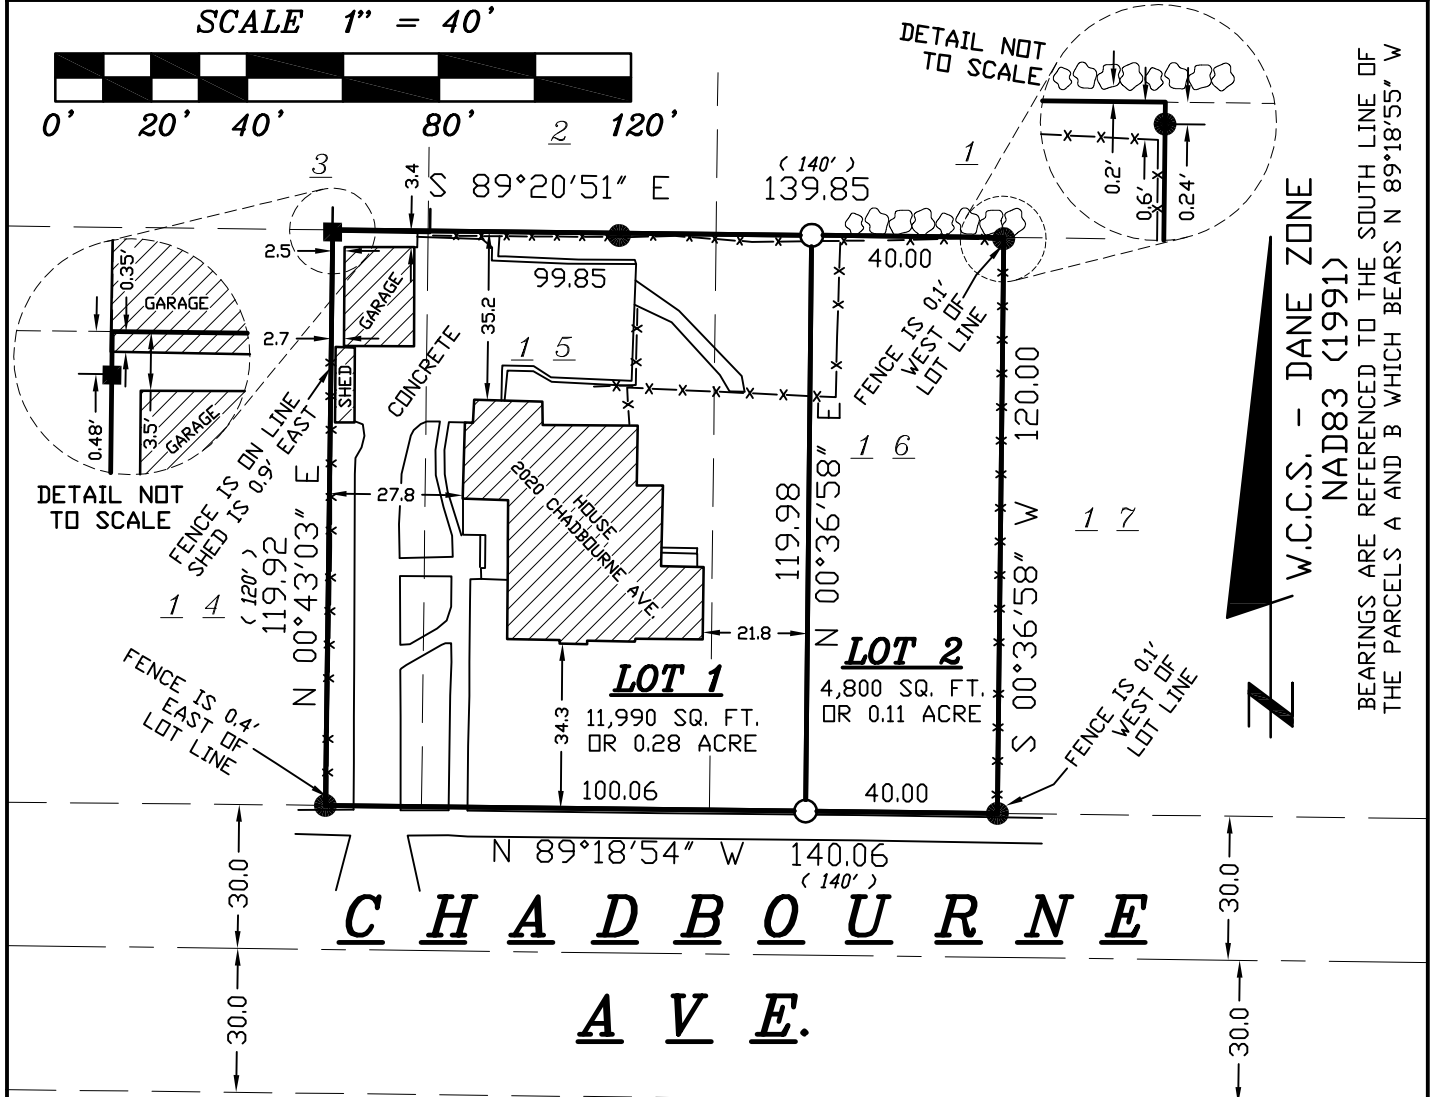 SCALE 1" = 40'
0' 20' 40' 80' 120'
DETAIL NOT
TO SCALE
0.2'
0.6'
0.24'
3
2
1
( 140' )
S 89°20'51" E 139.85
3.4
2.5
2.7
GARAGE
SHED
CONCRETE
35.2
99.85
40.00
1 5
1 6
1 7
1 4
0.35'
GARAGE
0.48'
3.5'
GARAGE
DETAIL NOT
TO SCALE
FENCE IS ON LINE
SHED IS 0.9' EAST
FENCE IS 0.1'
WEST OF
LOT LINE
N 00°43'03" E
119.92
( 120' )
27.8
HOUSE
2020 CHADBOURNE AVE.
21.8
34.3
119.98
N 00°36'58" E
120.00
S 00°36'58" W
LOT 1
11,990 SQ. FT.
OR 0.28 ACRE
LOT 2
4,800 SQ. FT.
OR 0.11 ACRE
FENCE IS 0.4'
EAST OF
LOT LINE
FENCE IS 0.1'
WEST OF
LOT LINE
100.06
40.00
N 89°18'54" W 140.06
( 140' )
30.0
30.0
30.0
30.0
CHADBOURNE
AVE.
N
W.C.C.S. - DANE ZONE
NAD83 (1991)
BEARINGS ARE REFERENCED TO THE SOUTH LINE OF
THE PARCELS A AND B WHICH BEARS N 89°18'55" W